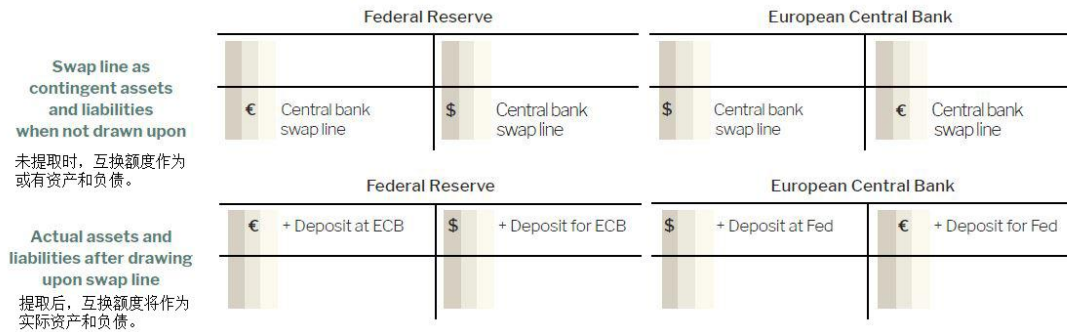 Federal Reserve
European Central Bank
Swap line as
contingent assets
and liabilities
when not drawn upon
未提取时，互换额度作为
或有资产和负债。
€ Central bank
swap line
$ Central bank
swap line
$ Central bank
swap line
€ Central bank
swap line
Federal Reserve
European Central Bank
Actual assets and
liabilities after drawing
upon swap line
提取后，互换额度将作为
实际资产和负债。
€ + Deposit at ECB
$ + Deposit for ECB
$ + Deposit at Fed
€ + Deposit for Fed